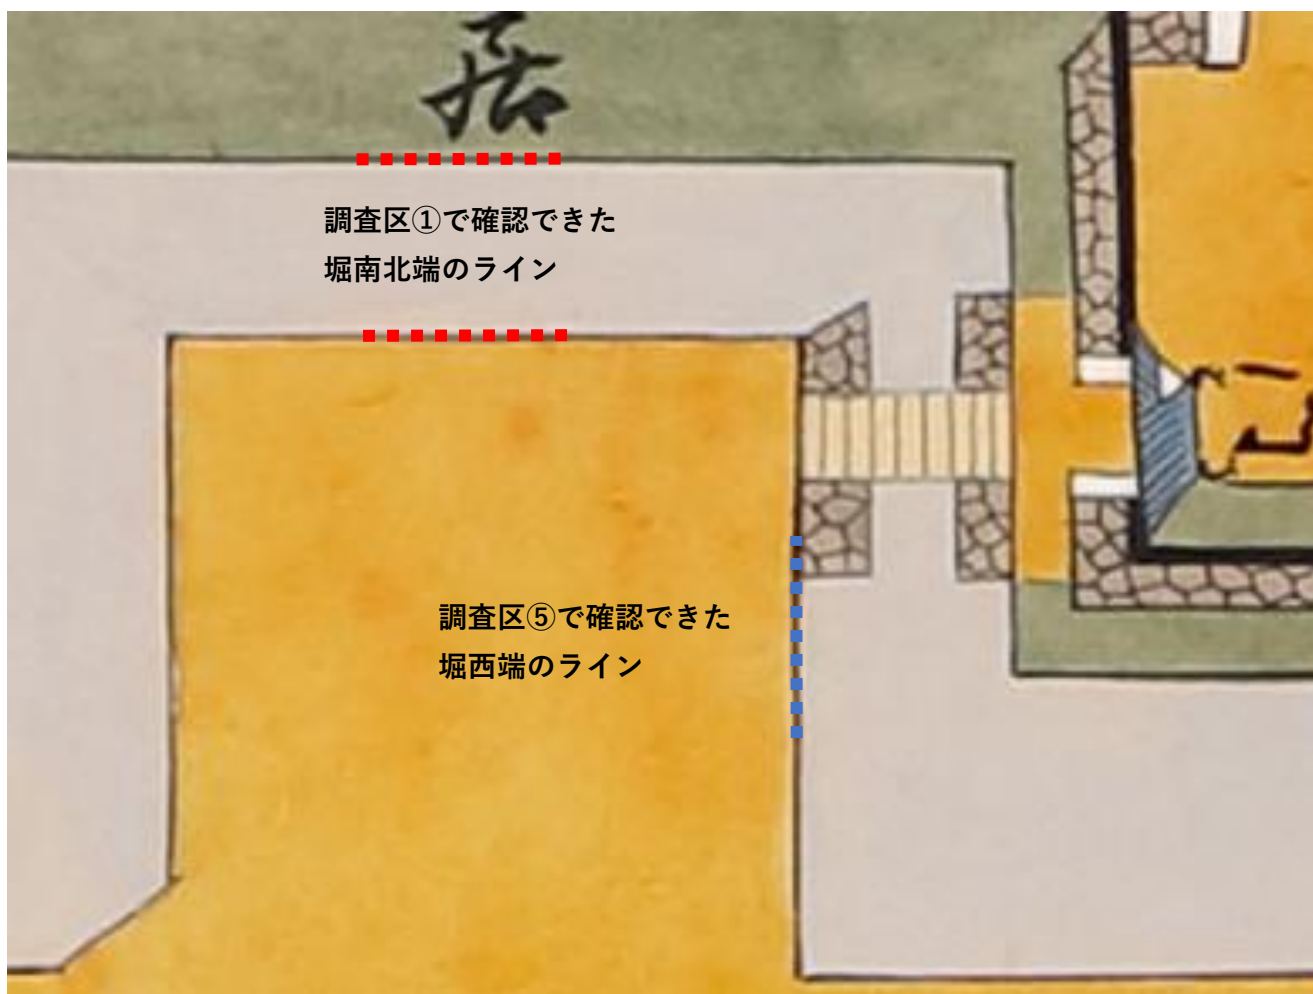 居
調査区①で確認できた
堀南北端のライン
調査区⑤で確認できた
堀西端のライン